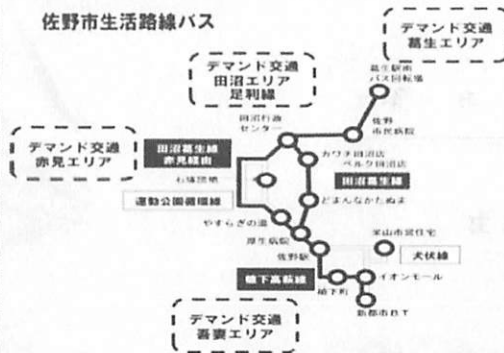 佐野市生活路線バス
デマンド交通
葛生エリア
デマンド交通
田沼エリア
足利線
葛生駅前
バス回転場
田沼行政
センター
佐野
市民病院
デマンド交通
赤見エリア
田沼葛生線
赤見経由
カワチ田沼店
ベルク田沼店
石塚団地
田沼葛生線
運動公園循環線
どまんなかたぬま
やすらぎの湯
厚生病院
佐野駅
米山市営住宅
犬伏線
植下高萩線
植下町
イオンモール
新都市BT
デマンド交通
吾妻エリア